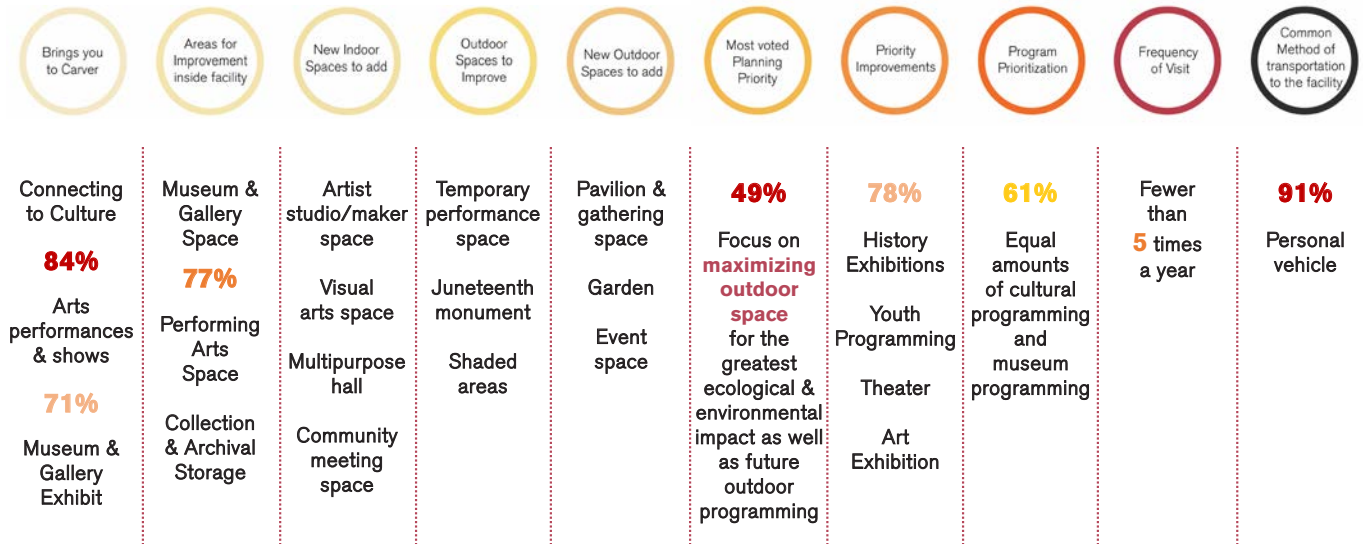 Brings you
to Carver
Areas for
Improvement
inside facility
New Indoor
Spaces to add
Outdoor
Spaces to
Improve
New Outdoor
Spaces to add
Most voted
Planning
Priority
Priority
Improvements
Program
Prioritization
Frequency
of Visit
Common
Method of
transportation
to the facility
Connecting
to Culture
84%
Arts
performances
& shows
71%
Museum &
Gallery
Exhibit
Museum &
Gallery
Space
77%
Performing
Arts
Space
Collection
& Archival
Storage
Artist
studio/maker
space
Visual
arts space
Multipurpose
hall
Community
meeting
space
Temporary
performance
space
Juneteenth
monument
Shaded
areas
Pavilion &
gathering
space
Garden
Event
space
49%
Focus on
maximizing
outdoor
space
for the
greatest
ecological &
environmental
impact as well
as future
outdoor
programming
78%
History
Exhibitions
Youth
Programming
Theater
Art
Exhibition
61%
Equal
amounts
of cultural
programming
and
museum
programming
Fewer
than
5 times
a year
91%
Personal
vehicle